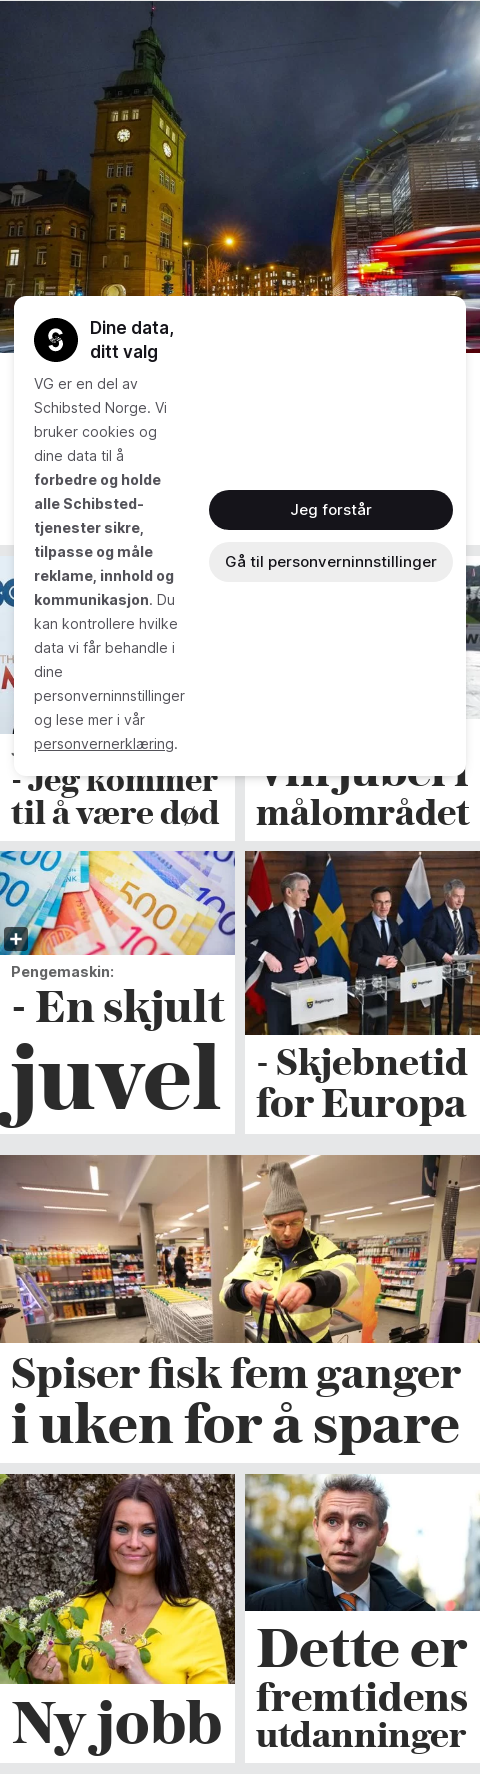 Dine data,
ditt valg
VG er en del av
Schibsted Norge. Vi
bruker cookies og
dine data til å
forbedre og holde
alle Schibsted-
tjenester sikre,
tilpasse og måle
reklame, innhold og
kommunikasjon. Du
kan kontrollere hvilke
data vi får behandle i
dine
personverninnstillinger
og lese mer i vår
personvernerklæring.
Jeg forstår
Gå til personverninnstillinger
- Jeg kommer
til å være død
Vill jubel i
målområdet
Pengemaskin:
- En skjult
juvel
- Skjebnetid
for Europa
Spiser fisk fem ganger
i uken for å spare
Ny jobb
Dette er
fremtidens
utdanninger